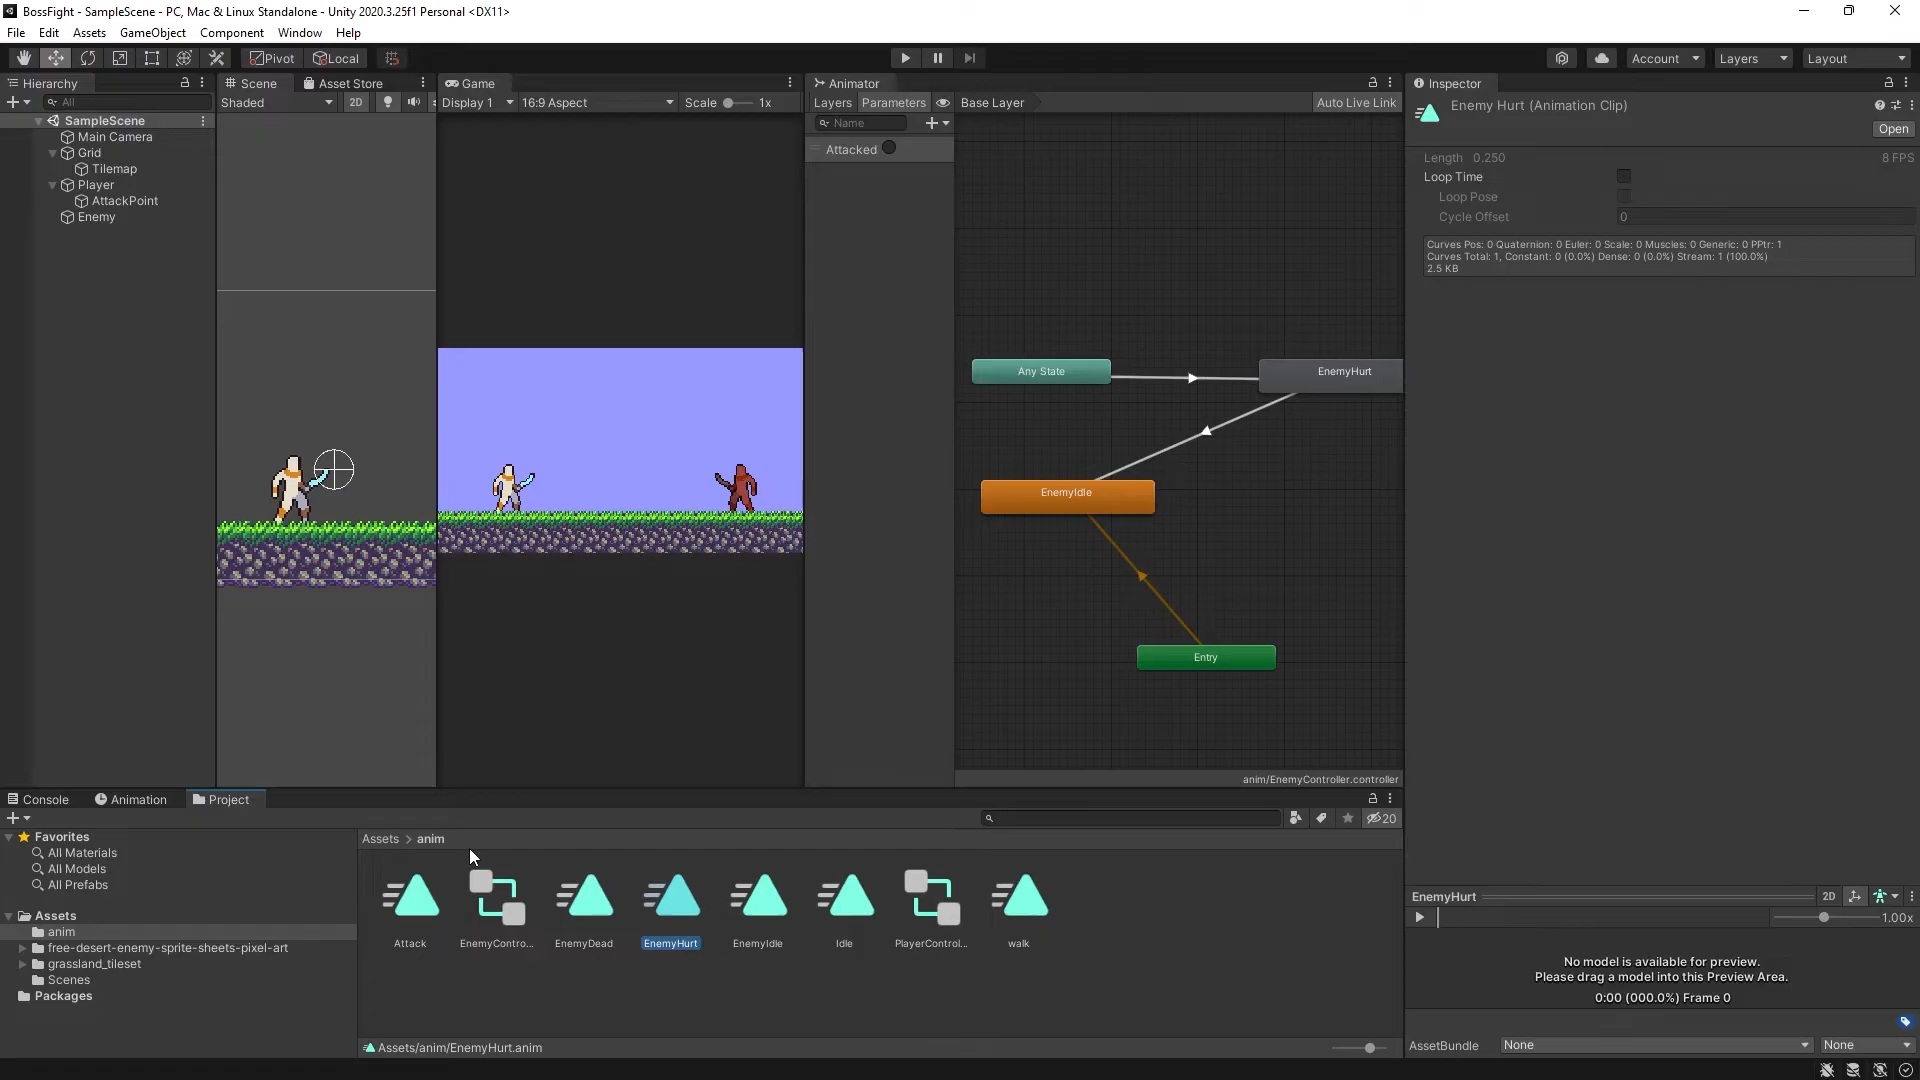 BossFight - SampleScene - PC, Mac & Linux Standalone - Unity 2020.3.25f1 Personal <DX11>
File Edit Assets GameObject Component Window Help
Pivot Local Account Layers Layout
Hierarchy
All
SampleScene
Main Camera
Grid
Tilemap
Player
AttackPoint
Enemy
Scene Asset Store
Shaded 2D
Game
Display 1 16:9 Aspect Scale 1x
Animator
Layers Parameters Base Layer Auto Live Link
Name
Attacked
Any State
EnemyHurt
EnemyIdle
Entry
anim/EnemyController.controller
Inspector
Enemy Hurt (Animation Clip)
Open
Length 0.250 8 FPS
Loop Time
Loop Pose
Cycle Offset 0
Curves Pos: 0 Quaternion: 0 Euler: 0 Scale: 0 Muscles: 0 Generic: 0 PPtr: 1
Curves Total: 1, Constant: 0 (0.0%) Dense: 0 (0.0%) Stream: 1 (100.0%)
2.5 KB
Console Animation Project
20
Favorites
All Materials
All Models
All Prefabs
Assets
anim
free-desert-enemy-sprite-sheets-pixel-art
grassland_tileset
Scenes
Packages
Assets > anim
Attack EnemyContro... EnemyDead EnemyHurt EnemyIdle Idle PlayerControl... walk
Assets/anim/EnemyHurt.anim
EnemyHurt 2D
1.00x
No model is available for preview.
Please drag a model into this Preview Area.
0:00 (000.0%) Frame 0
AssetBundle None None